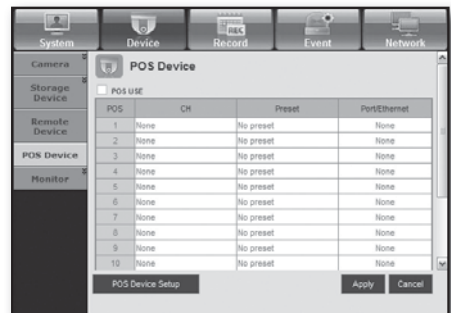 REC
System Device Record Event Network
Camera
Storage Device
Remote Device
POS Device
Monitor
POS Device
POS USE
POS CH Preset Port/Ethernet
1 None No preset None
2 None No preset None
3 None No preset None
4 None No preset None
5 None No preset None
6 None No preset None
7 None No preset None
8 None No preset None
9 None No preset None
10 None No preset None
POS Device Setup Apply Cancel